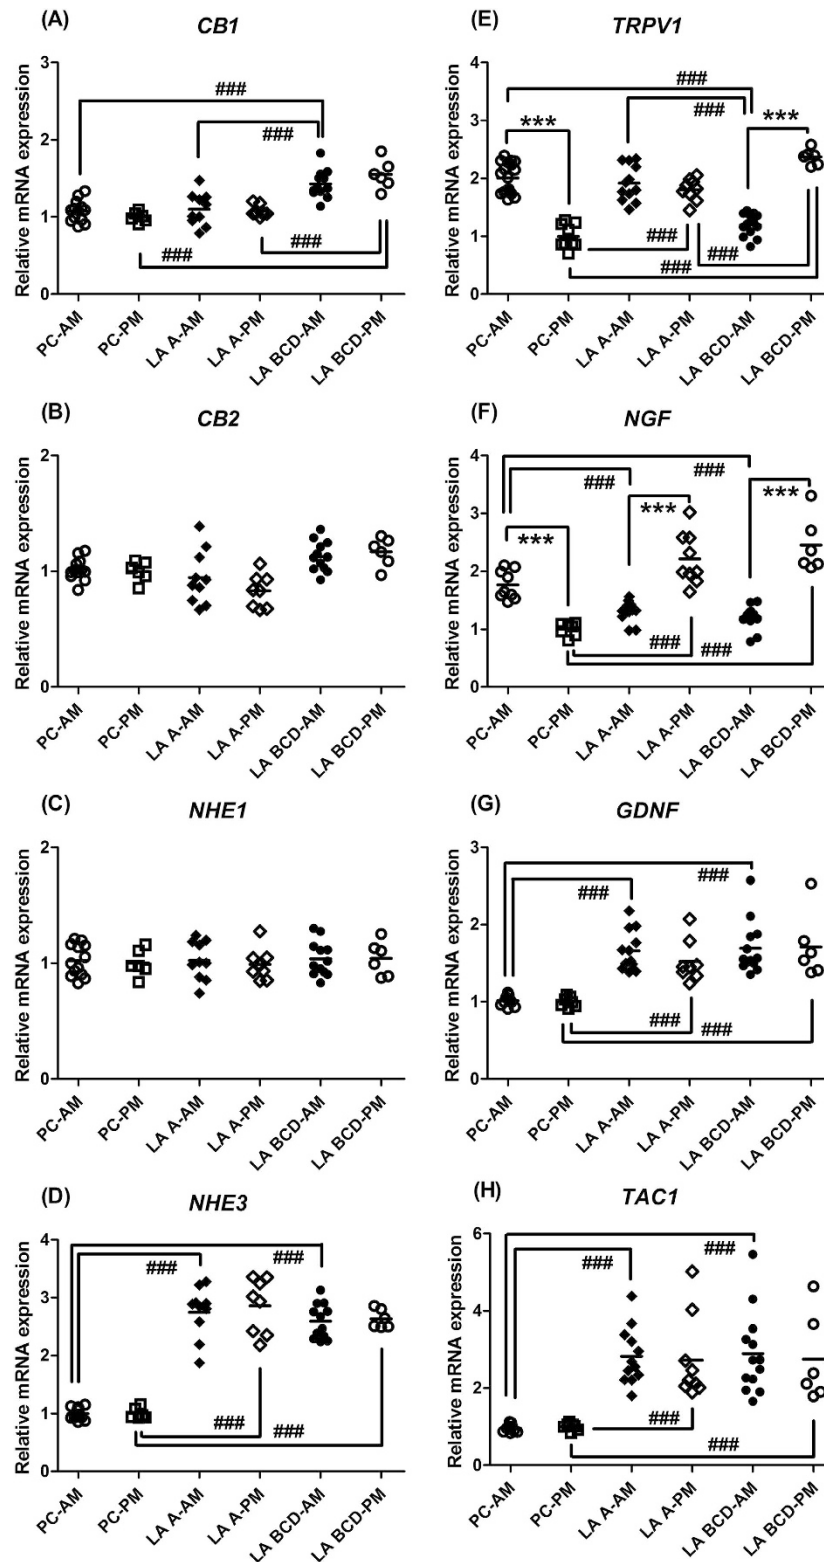 (A)
CB1
Relative mRNA expression
3
2
1
0
###
###
###
###
PC-AM
PC-PM
LA A-AM
LA A-PM
LA BCD-AM
LA BCD-PM
(B)
CB2
Relative mRNA expression
2
1
0
PC-AM
PC-PM
LA A-AM
LA A-PM
LA BCD-AM
LA BCD-PM
(C)
NHE1
Relative mRNA expression
2
1
0
PC-AM
PC-PM
LA A-AM
LA A-PM
LA BCD-AM
LA BCD-PM
(D)
NHE3
Relative mRNA expression
4
3
2
1
0
###
###
###
###
PC-AM
PC-PM
LA A-AM
LA A-PM
LA BCD-AM
LA BCD-PM
(E)
TRPV1
Relative mRNA expression
4
3
2
1
0
###
###
***
***
###
###
###
PC-AM
PC-PM
LA A-AM
LA A-PM
LA BCD-AM
LA BCD-PM
(F)
NGF
Relative mRNA expression
4
3
2
1
0
###
###
***
***
***
###
###
PC-AM
PC-PM
LA A-AM
LA A-PM
LA BCD-AM
LA BCD-PM
(G)
GDNF
Relative mRNA expression
3
2
1
0
###
###
###
###
PC-AM
PC-PM
LA A-AM
LA A-PM
LA BCD-AM
LA BCD-PM
(H)
TAC1
Relative mRNA expression
6
4
2
0
###
###
###
###
PC-AM
PC-PM
LA A-AM
LA A-PM
LA BCD-AM
LA BCD-PM